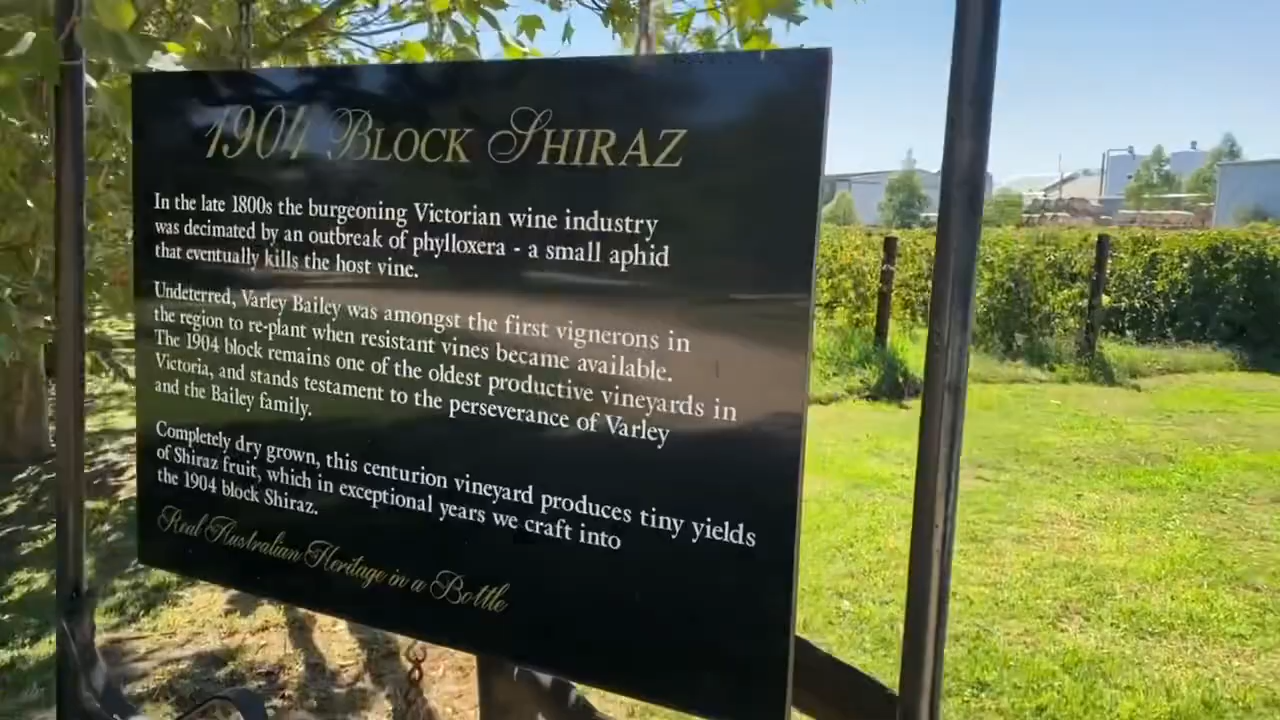 1904 Block Shiraz
In the late 1800s the burgeoning Victorian wine industry
was decimated by an outbreak of phylloxera - a small aphid
that eventually kills the host vine.
Undeterred, Varley Bailey was amongst the first vignerons in
the region to re-plant when resistant vines became available.
The 1904 block remains one of the oldest productive vineyards in
Victoria, and stands testament to the perseverance of Varley
and the Bailey family.
Completely dry grown, this centurion vineyard produces tiny yields
of Shiraz fruit, which in exceptional years we craft into
the 1904 block Shiraz.
Real Australian Heritage in a Bottle